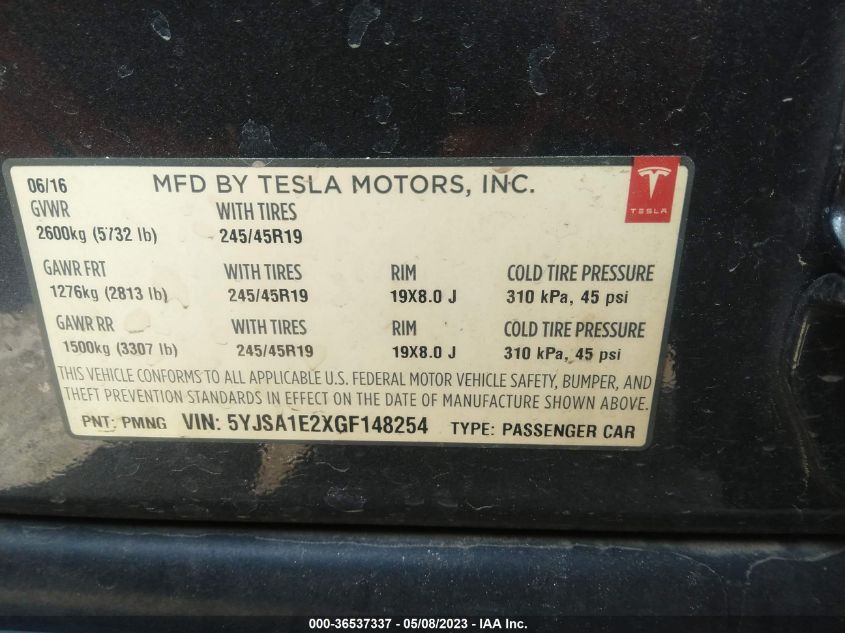 06/16 MFD BY TESLA MOTORS, INC.
TESLA
GVWR WITH TIRES
2600kg (5732 lb) 245/45R19
GAWR FRT WITH TIRES RIM COLD TIRE PRESSURE
1276kg (2813 lb) 245/45R19 19X8.0 J 310 kPa, 45 psi
GAWR RR WITH TIRES RIM COLD TIRE PRESSURE
1500kg (3307 lb) 245/45R19 19X8.0 J 310 kPa, 45 psi
THIS VEHICLE CONFORMS TO ALL APPLICABLE U.S. FEDERAL MOTOR VEHICLE SAFETY, BUMPER, AND
THEFT PREVENTION STANDARDS IN EFFECT ON THE DATE OF MANUFACTURE SHOWN ABOVE.
PNT: PMNG VIN: 5YJSA1E2XGF148254 TYPE: PASSENGER CAR
000-36537337 - 05/08/2023 - IAA Inc.